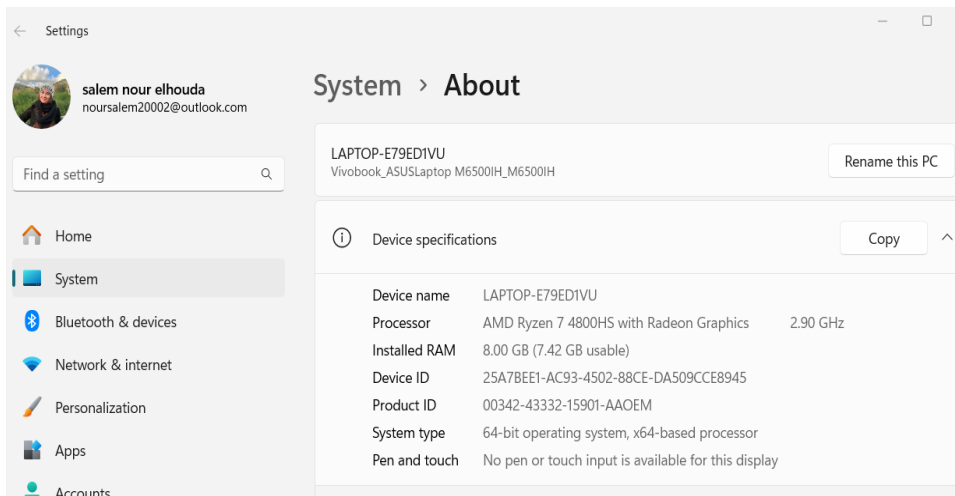 Settings
salem nour elhouda
noursalem20002@outlook.com
Find a setting
Home
System
Bluetooth & devices
Network & internet
Personalization
Apps
Accounts
System > About
LAPTOP-E79ED1VU
Vivobook_ASUSLaptop M6500IH_M6500IH
Rename this PC
Device specifications
Copy
Device name LAPTOP-E79ED1VU
Processor AMD Ryzen 7 4800HS with Radeon Graphics 2.90 GHz
Installed RAM 8.00 GB (7.42 GB usable)
Device ID 25A7BEE1-AC93-4502-88CE-DA509CCE8945
Product ID 00342-43332-15901-AAOEM
System type 64-bit operating system, x64-based processor
Pen and touch No pen or touch input is available for this display